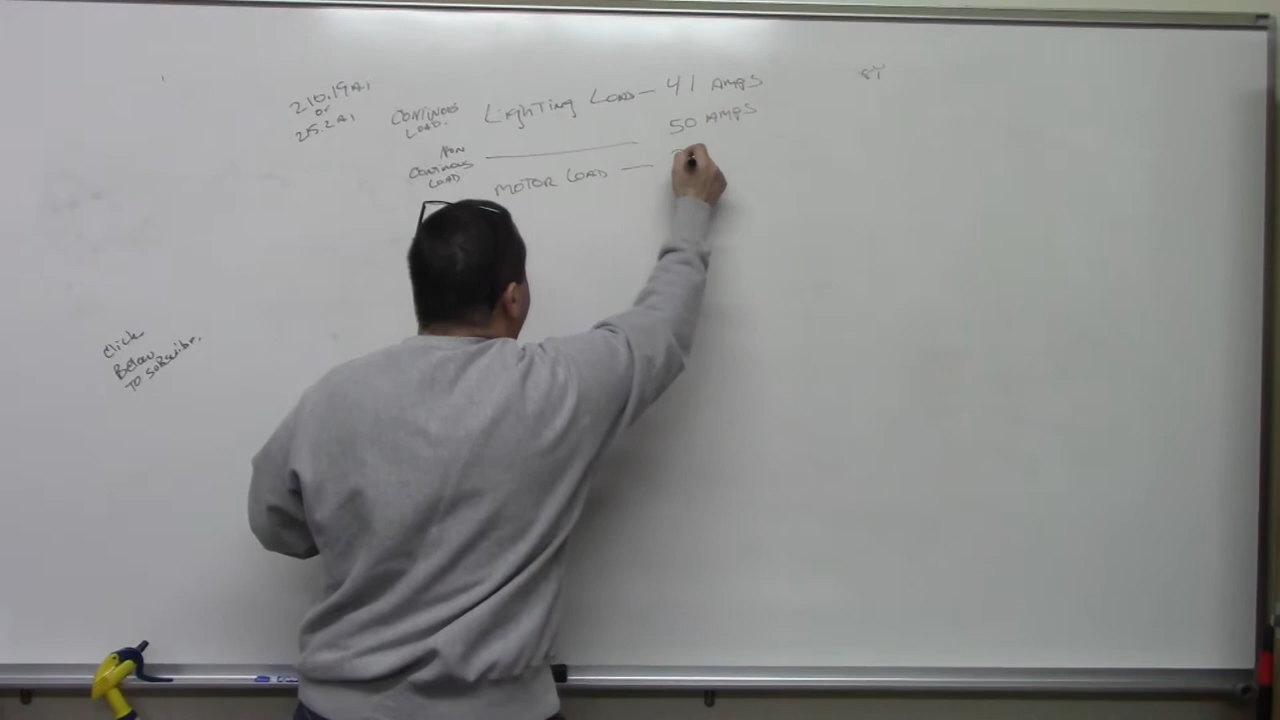 210.19A1
or
215.2A1
CONTINOUS
LOAD.
Lighting LOAD — 41 AMPS
50 AMPS
NON
CONTINOUS
LOAD
MOTOR LOAD —
Click
Below
TO SUBSCRIBE.